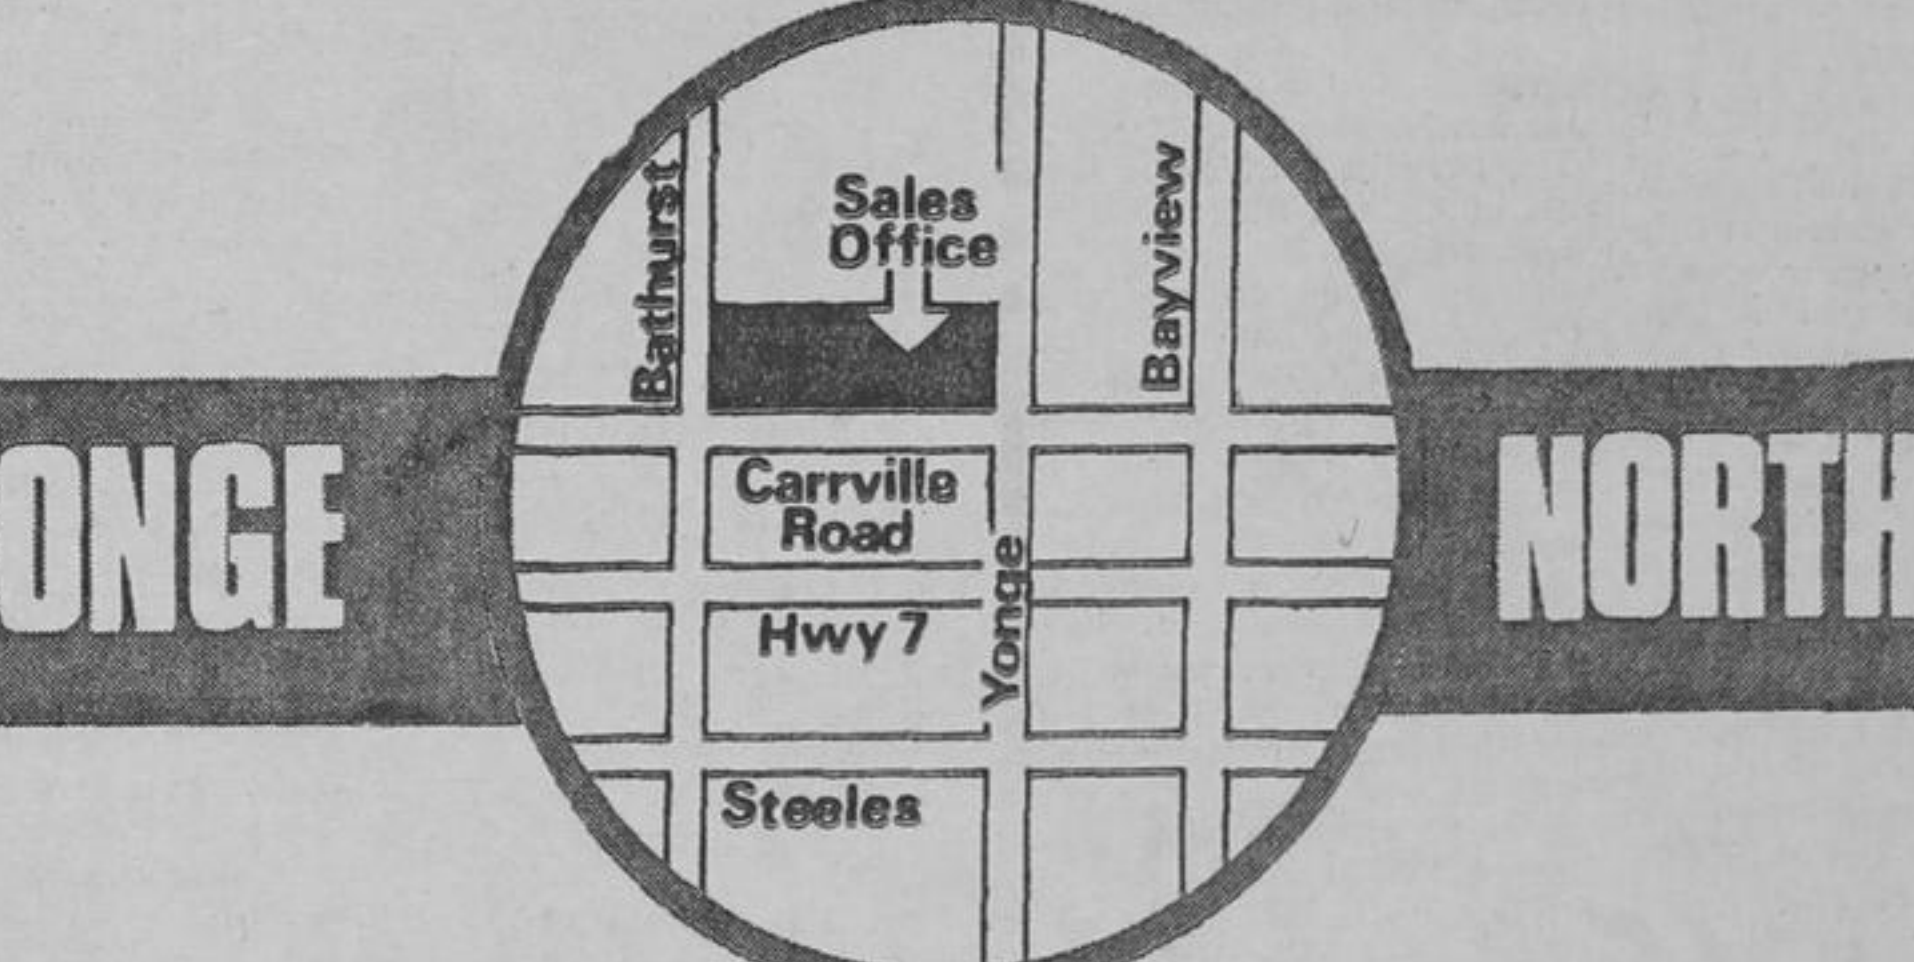 Bathurst
Sales
Office
Bayview
ONGE
NORTH
Carrville
Road
Yonge
Hwy 7
Steeles